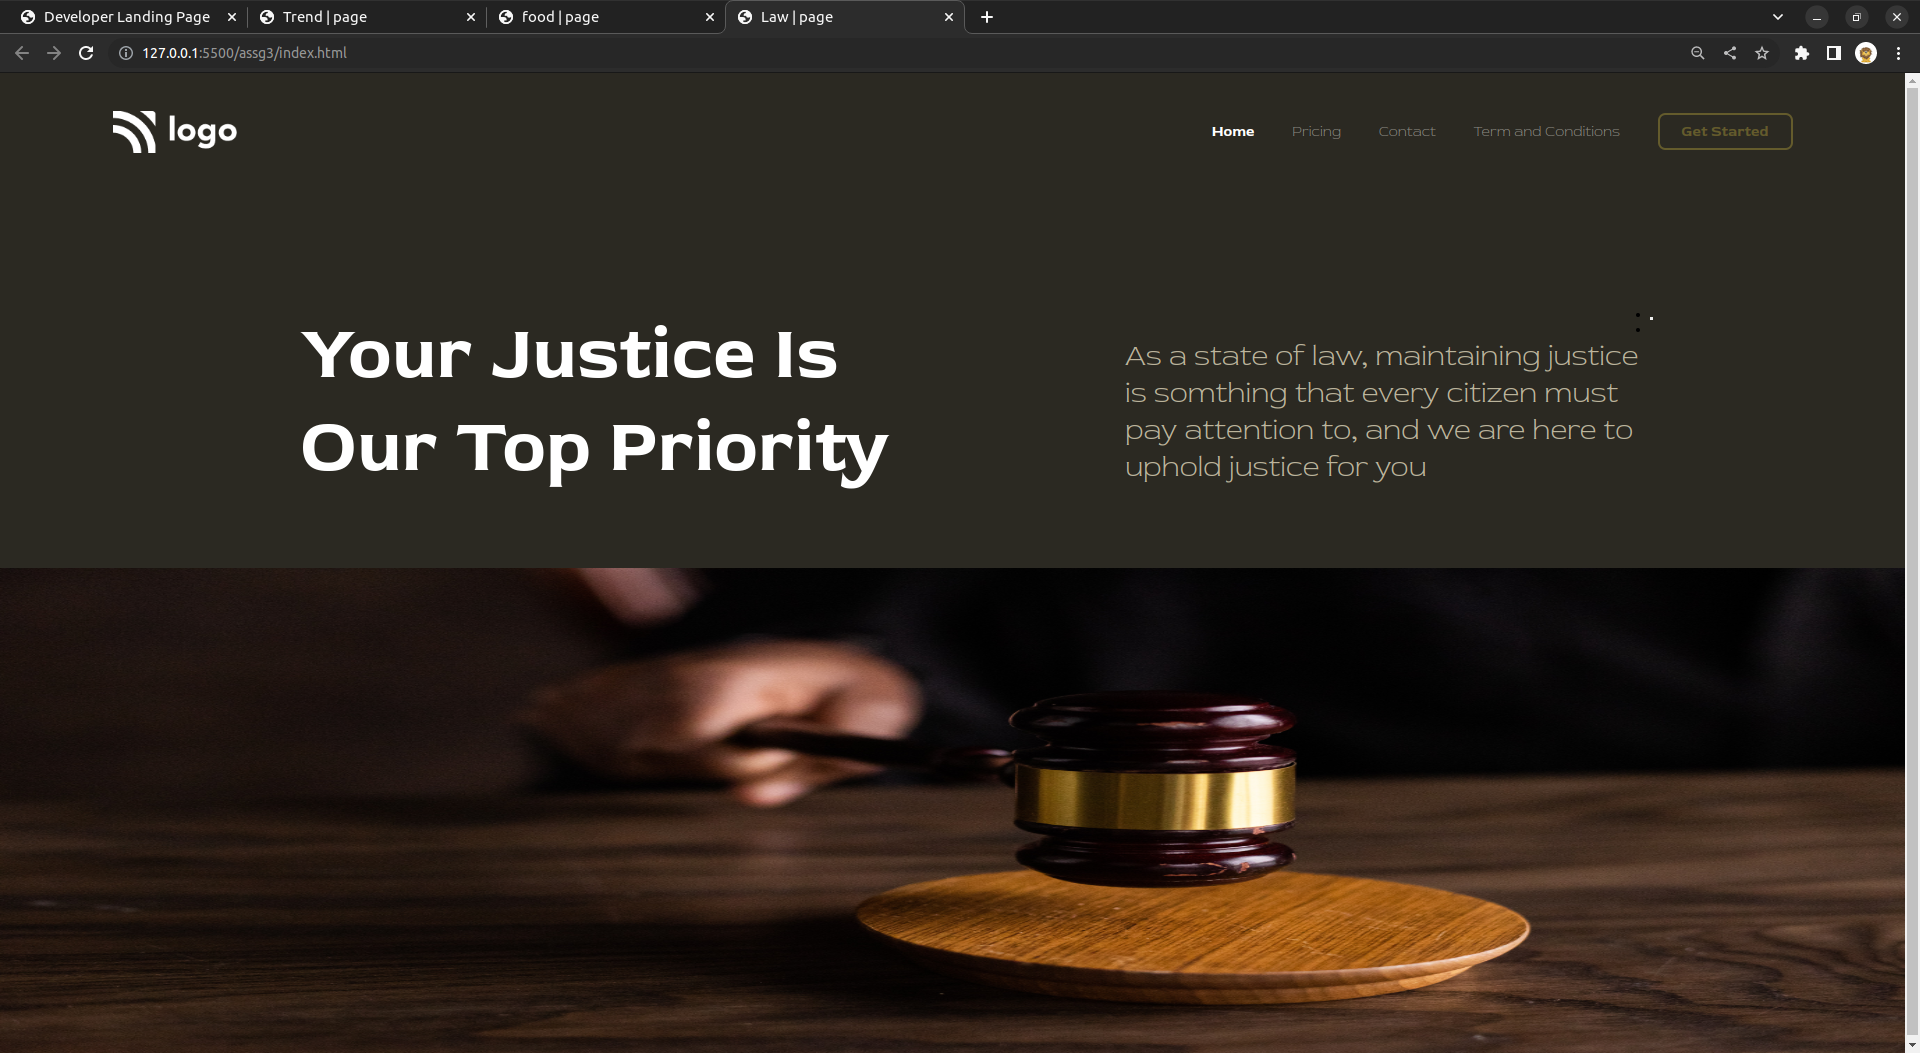 Developer Landing Page
Trend | page
food | page
Law | page
127.0.0.1:5500/assg3/index.html
logo
Home
Pricing
Contact
Term and Conditions
Get Started
Your Justice Is
Our Top Priority
As a state of law, maintaining justice
is somthing that every citizen must
pay attention to, and we are here to
uphold justice for you